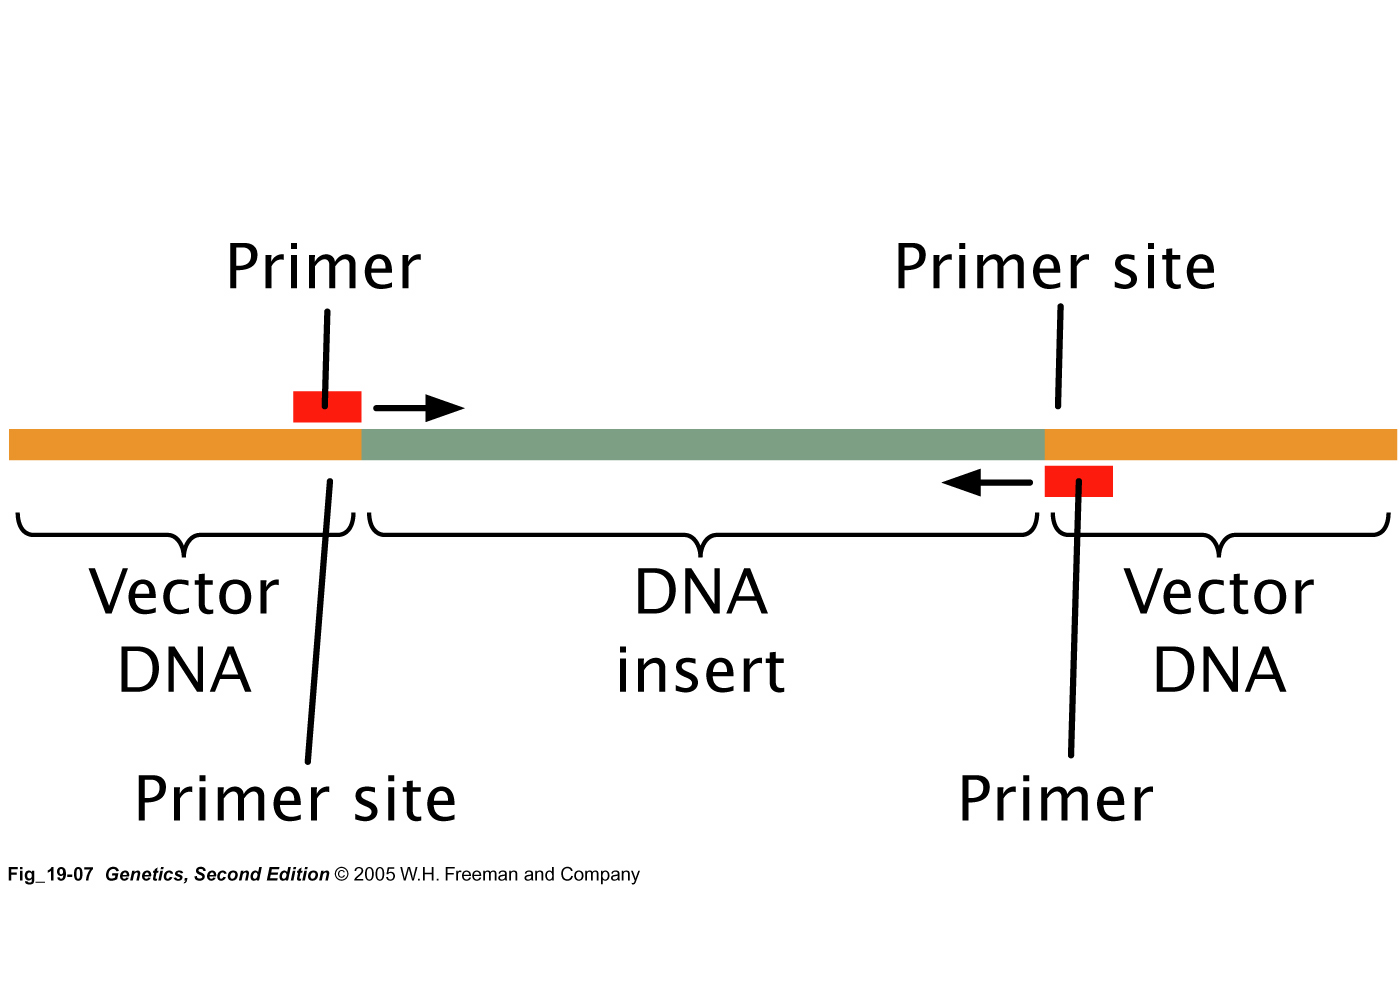 Primer
Primer site
Vector
DNA
DNA
insert
Vector
DNA
Primer site
Primer
Fig_19-07 Genetics, Second Edition © 2005 W.H. Freeman and Company